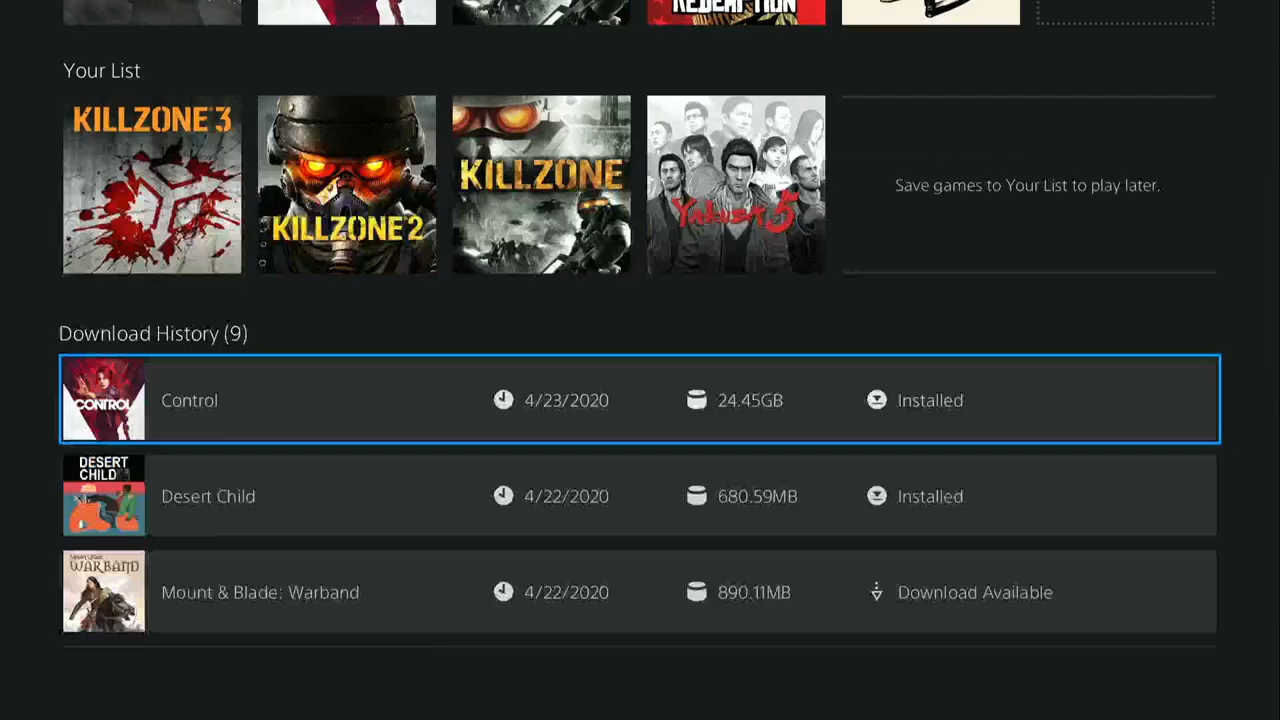 REDEMPTION
Your List
KILLZONE 3
KILLZONE 2
KILLZONE
Yakuza 5
Save games to Your List to play later.
Download History (9)
CONTROL
Control
4/23/2020
24.45GB
Installed
DESERT
CHILD
Desert Child
4/22/2020
680.59MB
Installed
WARBAND
Mount & Blade: Warband
4/22/2020
890.11MB
Download Available